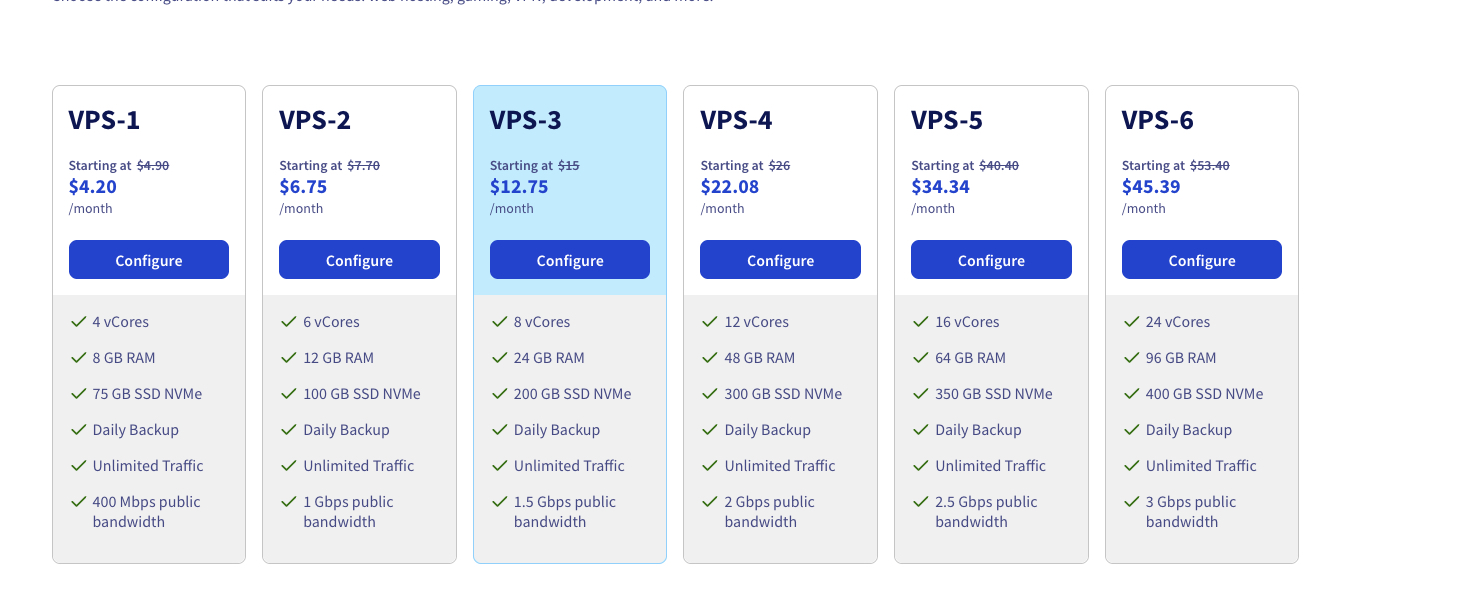 VPS-1
Starting at $4.90
$4.20
/month
Configure
4 vCores
8 GB RAM
75 GB SSD NVMe
Daily Backup
Unlimited Traffic
400 Mbps public
bandwidth
VPS-2
Starting at $7.70
$6.75
/month
Configure
6 vCores
12 GB RAM
100 GB SSD NVMe
Daily Backup
Unlimited Traffic
1 Gbps public
bandwidth
VPS-3
Starting at $15
$12.75
/month
Configure
8 vCores
24 GB RAM
200 GB SSD NVMe
Daily Backup
Unlimited Traffic
1.5 Gbps public
bandwidth
VPS-4
Starting at $26
$22.08
/month
Configure
12 vCores
48 GB RAM
300 GB SSD NVMe
Daily Backup
Unlimited Traffic
2 Gbps public
bandwidth
VPS-5
Starting at $40.40
$34.34
/month
Configure
16 vCores
64 GB RAM
350 GB SSD NVMe
Daily Backup
Unlimited Traffic
2.5 Gbps public
bandwidth
VPS-6
Starting at $53.40
$45.39
/month
Configure
24 vCores
96 GB RAM
400 GB SSD NVMe
Daily Backup
Unlimited Traffic
3 Gbps public
bandwidth